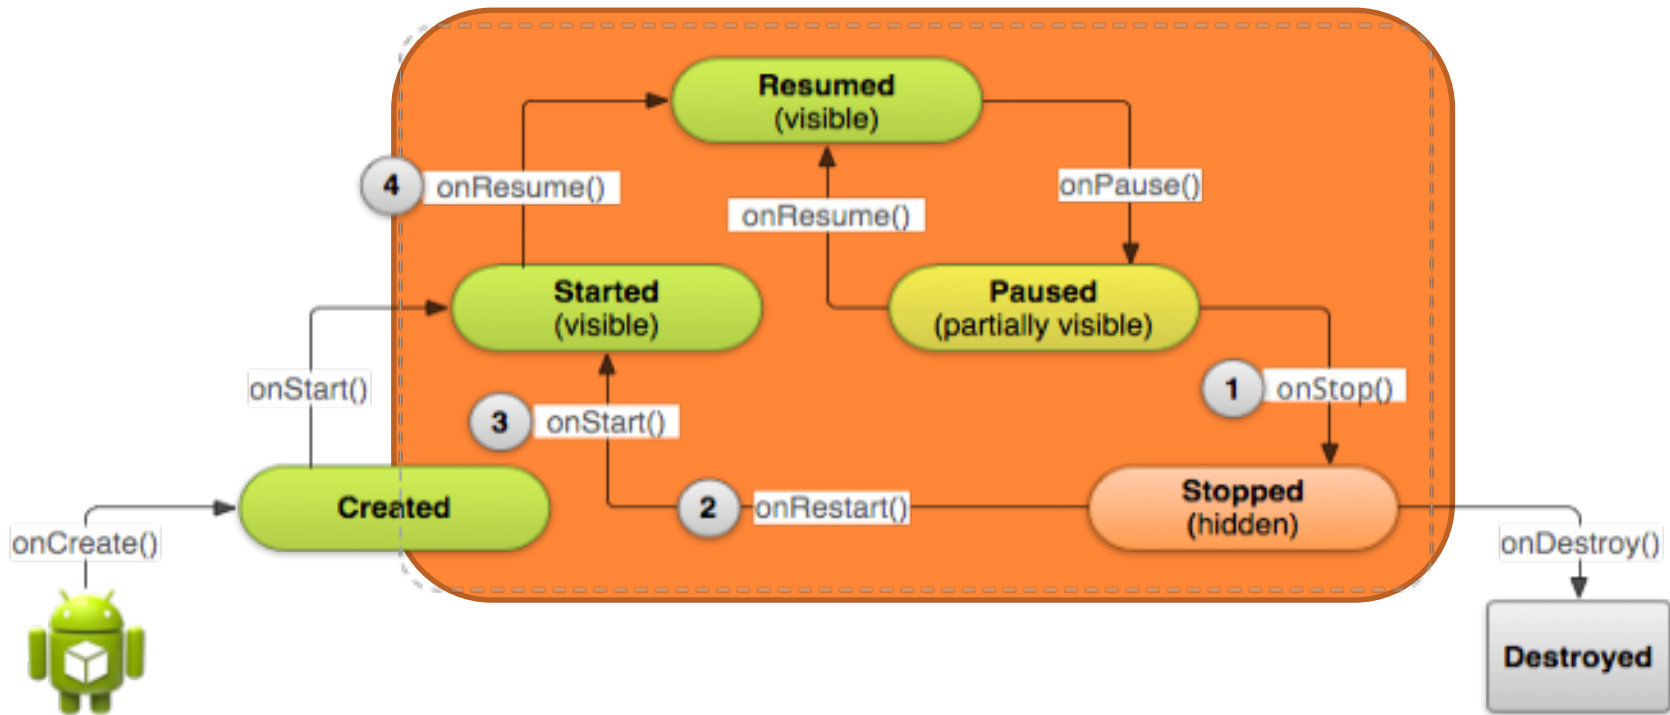 Resumed
(visible)
4
onResume()
onPause()
onResume()
Started
(visible)
Paused
(partially visible)
onStart()
1
onStop()
3
onStart()
Created
2
onRestart()
Stopped
(hidden)
onCreate()
onDestroy()
Destroyed